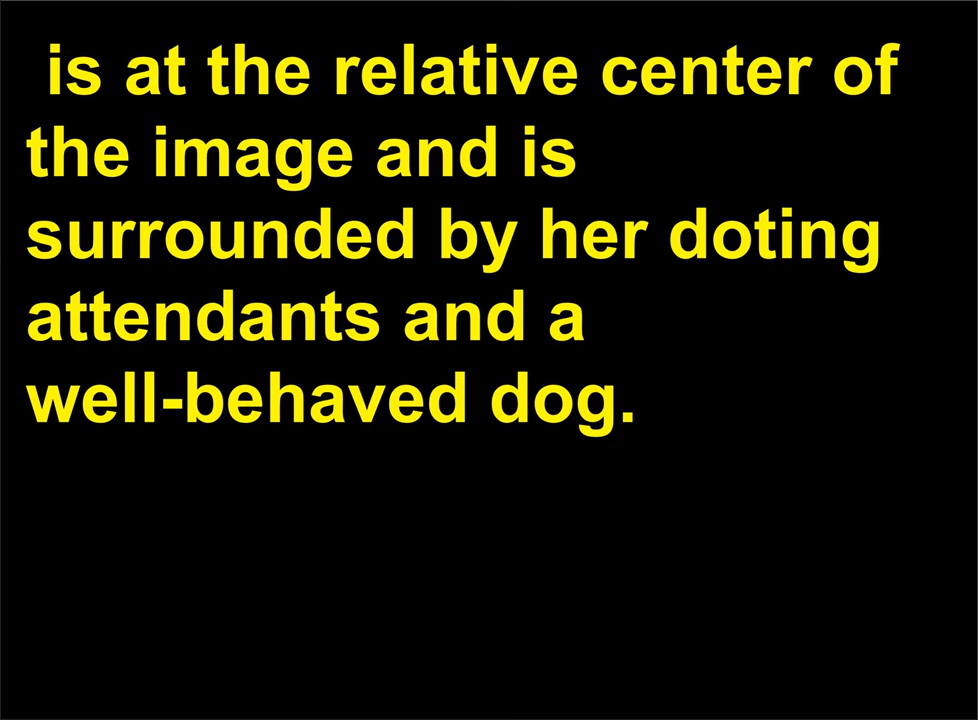 is at the relative center of
the image and is
surrounded by her doting
attendants and a
well-behaved dog.